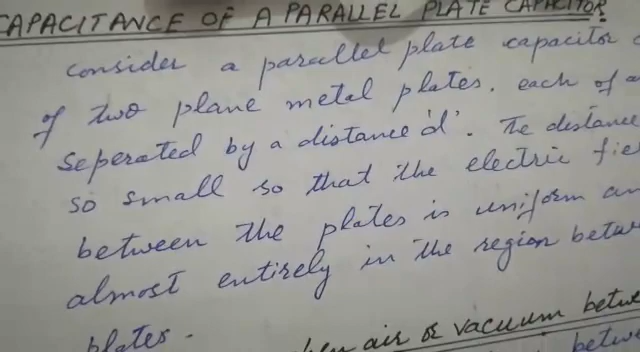 CAPACITANCE OF A PARALLEL PLATE CAPACITOR
Consider a parallel plate capacitor
of two plane metal plates. each of
seperated by a distance 'd'. Te distance
so small so that the electric
between the plates is uniform
almost entirely in the region
plates.
air or vacuum